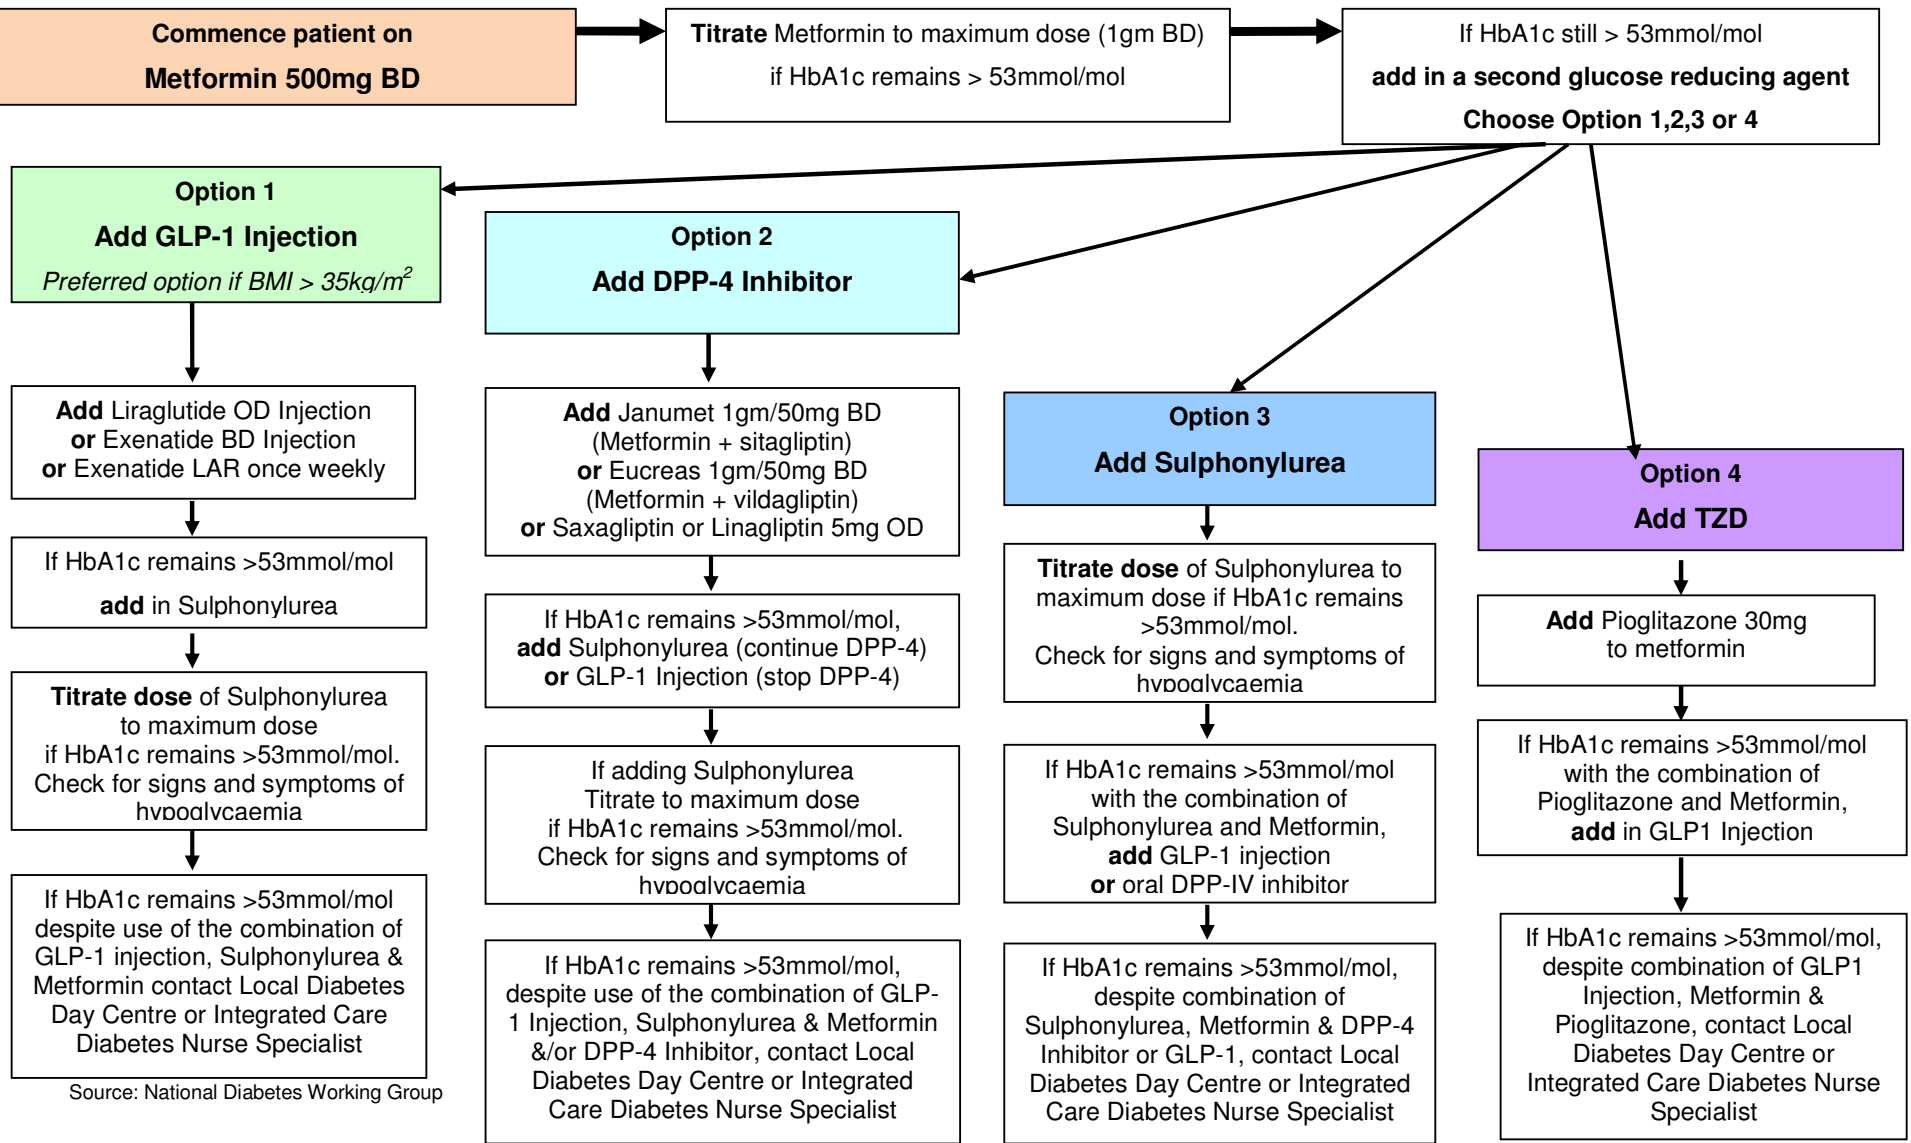 Commence patient on
Metformin 500mg BD
Titrate Metformin to maximum dose (1gm BD)
if HbA1c remains > 53mmol/mol
If HbA1c still > 53mmol/mol
add in a second glucose reducing agent
Choose Option 1,2,3 or 4
Option 1
Add GLP-1 Injection
Preferred option if BMI > 35kg/m²
Add Liraglutide OD Injection
or Exenatide BD Injection
or Exenatide LAR once weekly
If HbA1c remains >53mmol/mol
add in Sulphonylurea
Titrate dose of Sulphonylurea
to maximum dose
if HbA1c remains >53mmol/mol.
Check for signs and symptoms of
hypoglycaemia
If HbA1c remains >53mmol/mol
despite use of the combination of
GLP-1 injection, Sulphonylurea &
Metformin contact Local Diabetes
Day Centre or Integrated Care
Diabetes Nurse Specialist
Source: National Diabetes Working Group
Option 2
Add DPP-4 Inhibitor
Add Janumet 1gm/50mg BD
(Metformin + sitagliptin)
or Eucreas 1gm/50mg BD
(Metformin + vildagliptin)
or Saxagliptin or Linagliptin 5mg OD
If HbA1c remains >53mmol/mol,
add Sulphonylurea (continue DPP-4)
or GLP-1 Injection (stop DPP-4)
If adding Sulphonylurea
Titrate to maximum dose
if HbA1c remains >53mmol/mol.
Check for signs and symptoms of
hypoglycaemia
If HbA1c remains >53mmol/mol,
despite use of the combination of GLP-
1 Injection, Sulphonylurea & Metformin
&/or DPP-4 Inhibitor, contact Local
Diabetes Day Centre or Integrated
Care Diabetes Nurse Specialist
Option 3
Add Sulphonylurea
Titrate dose of Sulphonylurea to
maximum dose if HbA1c remains
>53mmol/mol.
Check for signs and symptoms of
hypoglycaemia
If HbA1c remains >53mmol/mol
with the combination of
Sulphonylurea and Metformin,
add GLP-1 injection
or oral DPP-IV inhibitor
If HbA1c remains >53mmol/mol,
despite combination of
Sulphonylurea, Metformin & DPP-4
Inhibitor or GLP-1, contact Local
Diabetes Day Centre or Integrated
Care Diabetes Nurse Specialist
Option 4
Add TZD
Add Pioglitazone 30mg
to metformin
If HbA1c remains >53mmol/mol
with the combination of
Pioglitazone and Metformin,
add in GLP1 Injection
If HbA1c remains >53mmol/mol,
despite combination of GLP1
Injection, Metformin &
Pioglitazone, contact Local
Diabetes Day Centre or
Integrated Care Diabetes Nurse
Specialist